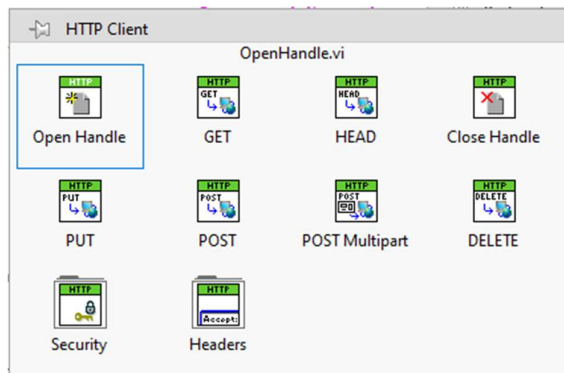 HTTP Client
OpenHandle.vi
HTTP
HTTP
GET
HTTP
HEAD
HTTP
Open Handle
GET
HEAD
Close Handle
HTTP
PUT
HTTP
POST
HTTP
POST
HTTP
DELETE
PUT
POST
POST Multipart
DELETE
HTTP
HTTP
Accept:
Security
Headers